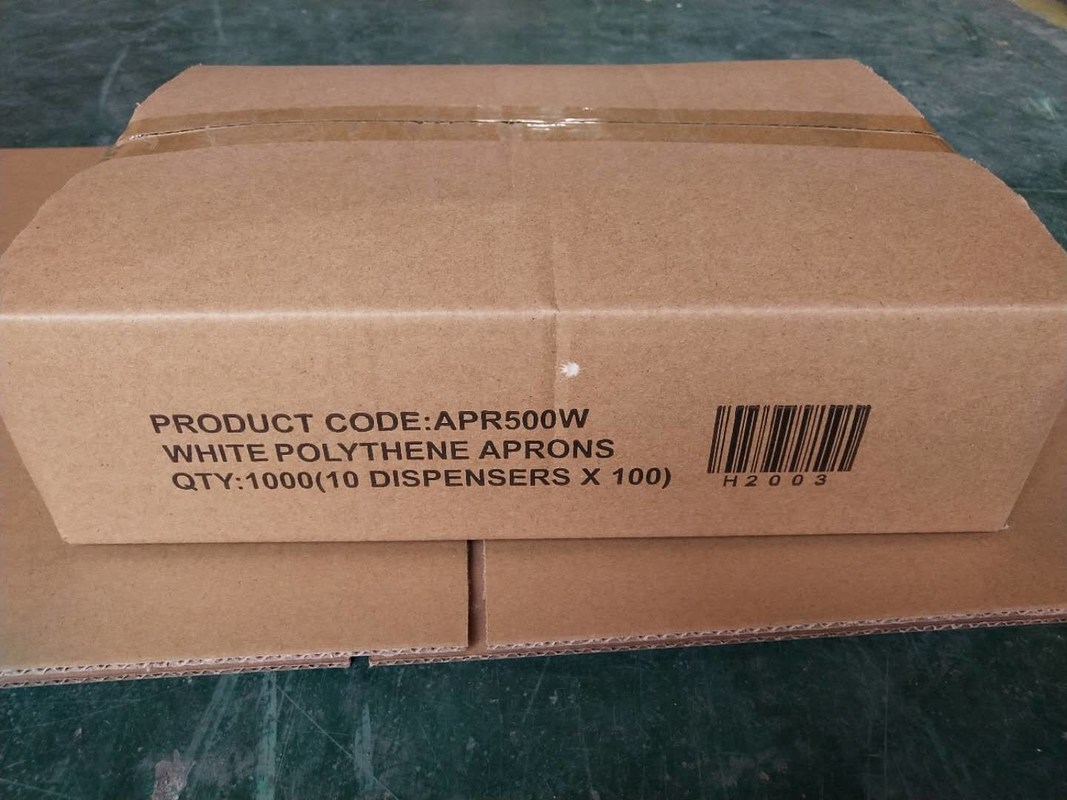 PRODUCT CODE:APR500W
WHITE POLYTHENE APRONS
QTY:1000(10 DISPENSERS X 100)
H2003